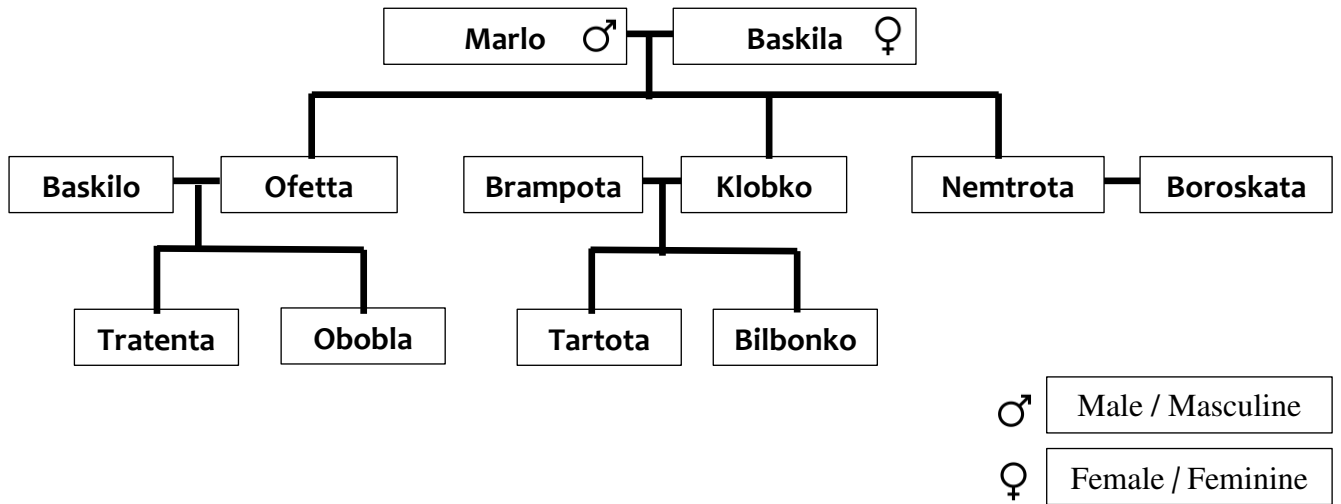 Marlo ♂ Baskila ♀
Baskilo Ofetta Brampota Klobko Nemtrota Boroskata
Tratenta Obobla Tartota Bilbonko
♂ Male / Masculine
♀ Female / Feminine